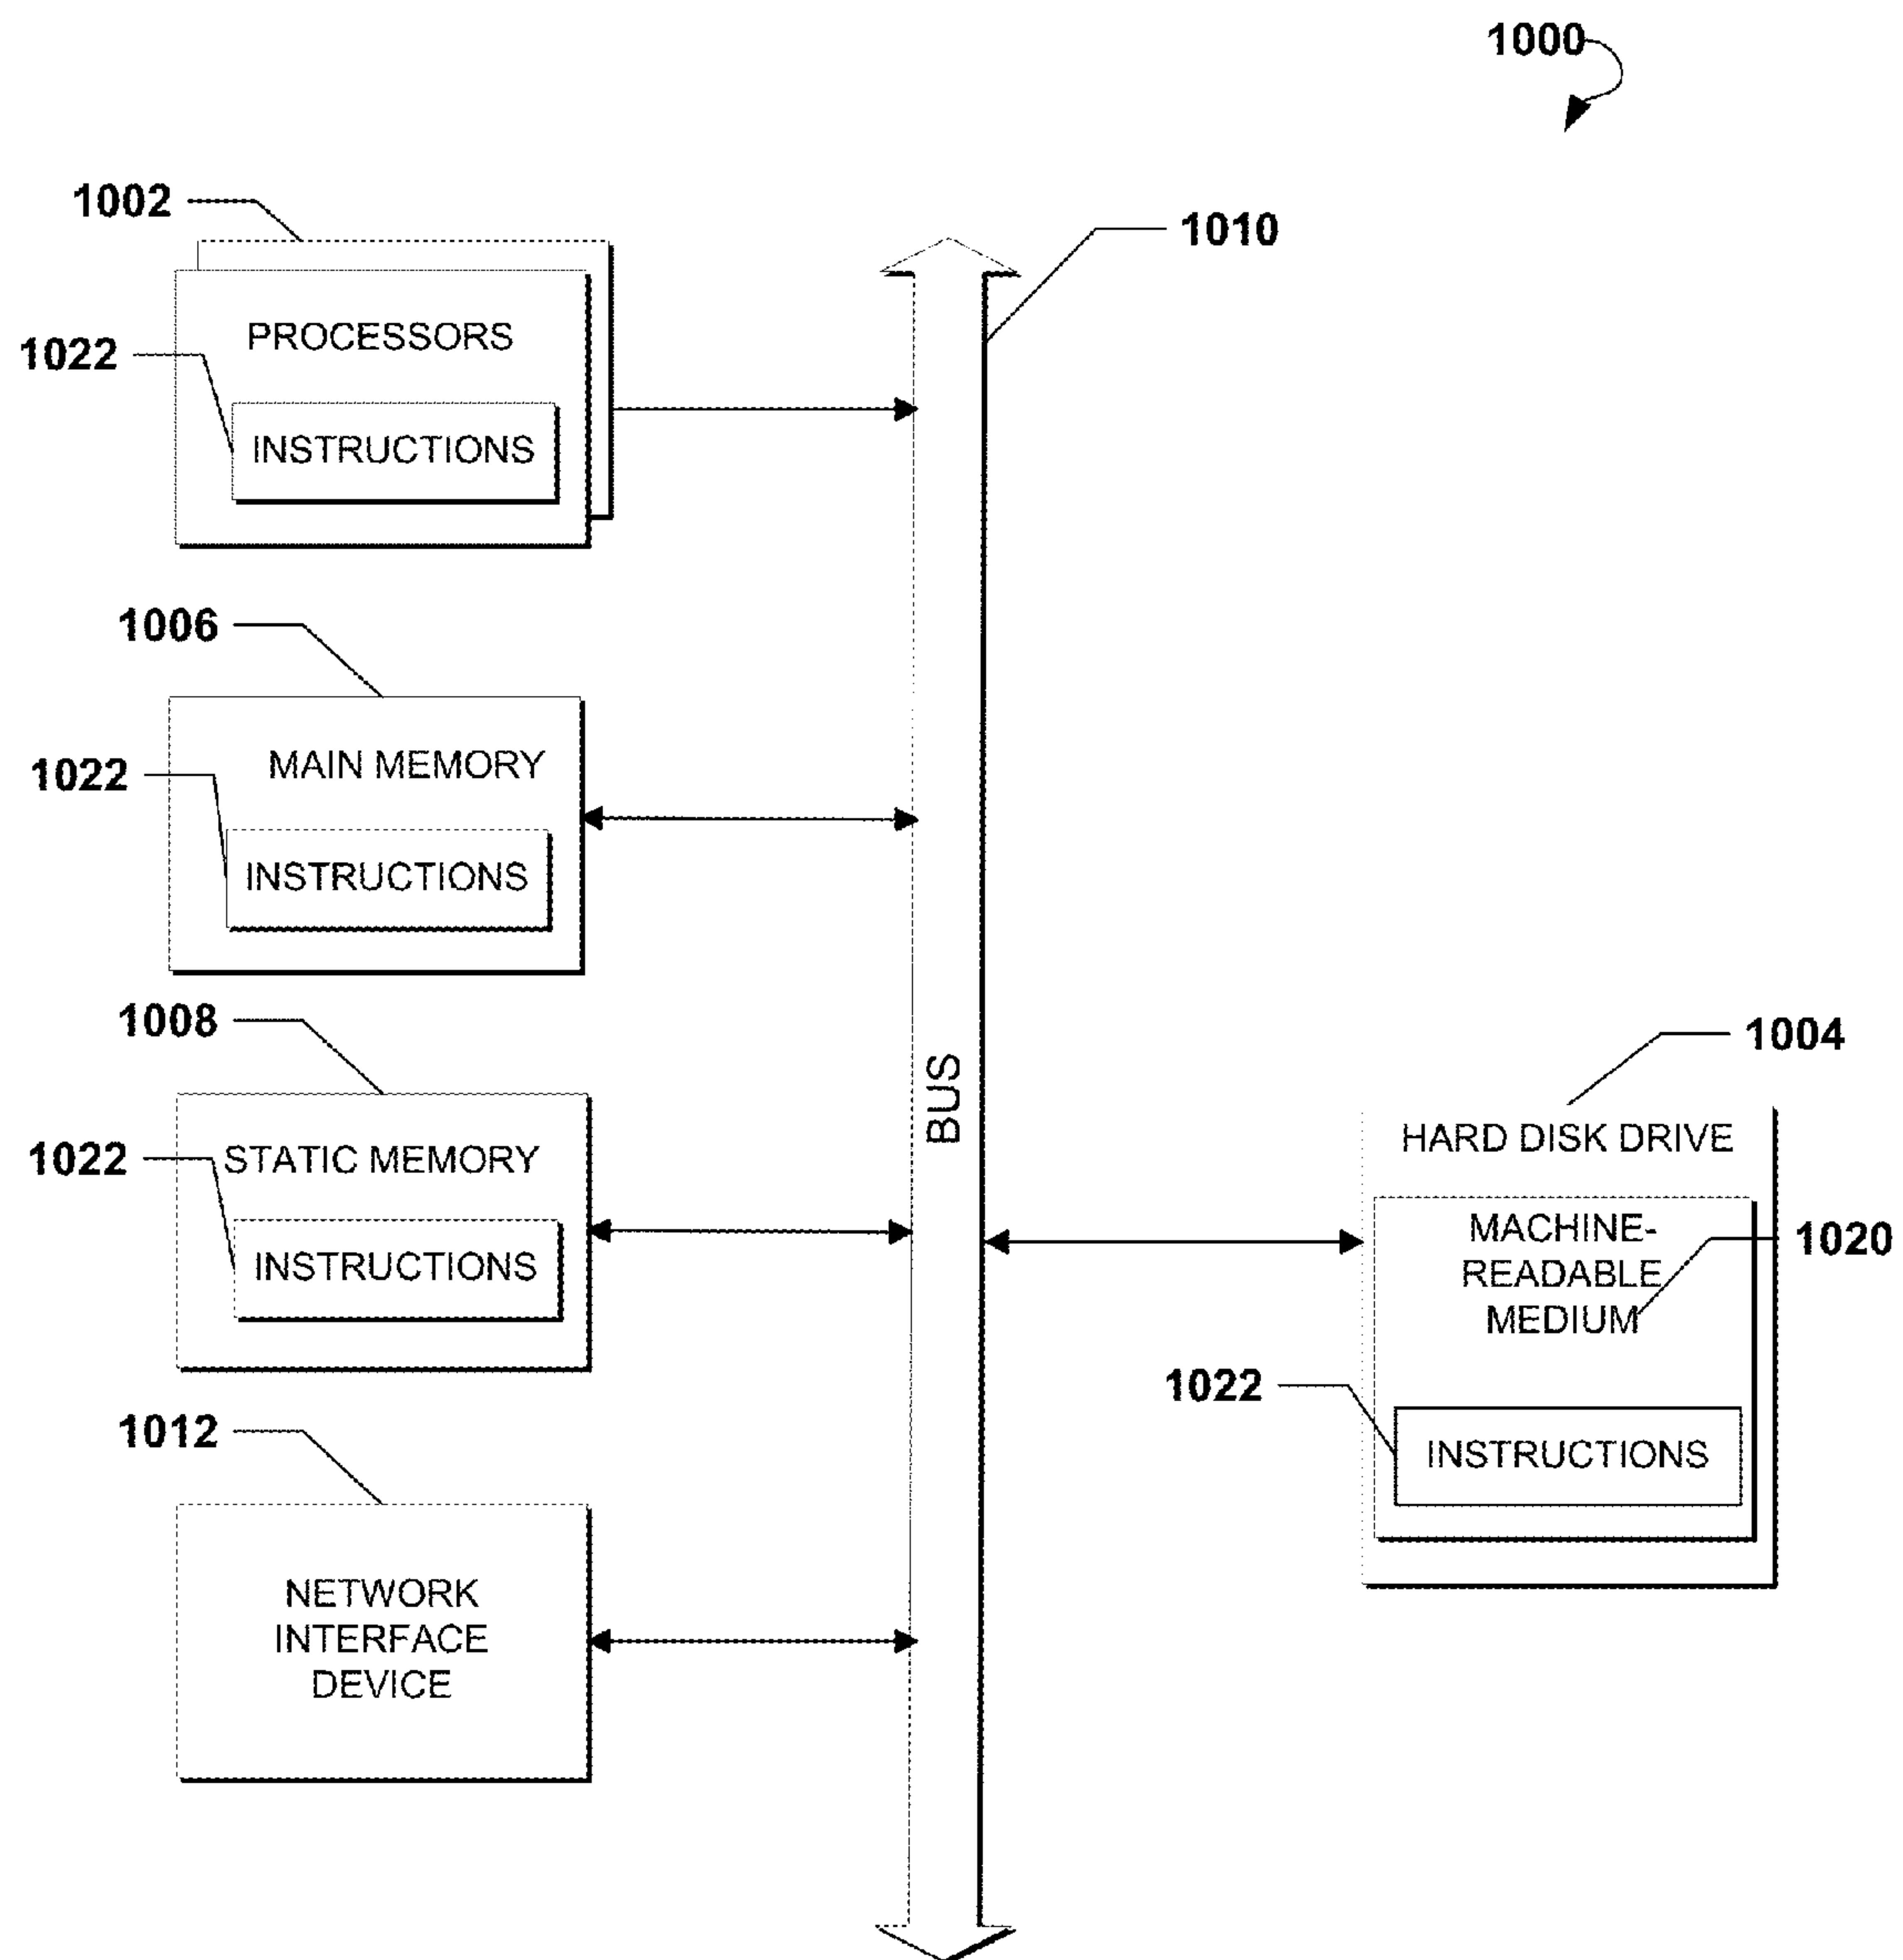 1000
1002
1010
PROCESSORS
1022
INSTRUCTIONS
1006
MAIN MEMORY
1022
INSTRUCTIONS
1008
1004
BUS
HARD DISK DRIVE
STATIC MEMORY
1022
INSTRUCTIONS
MACHINE-
READABLE
MEDIUM
1020
1022
INSTRUCTIONS
1012
NETWORK
INTERFACE
DEVICE